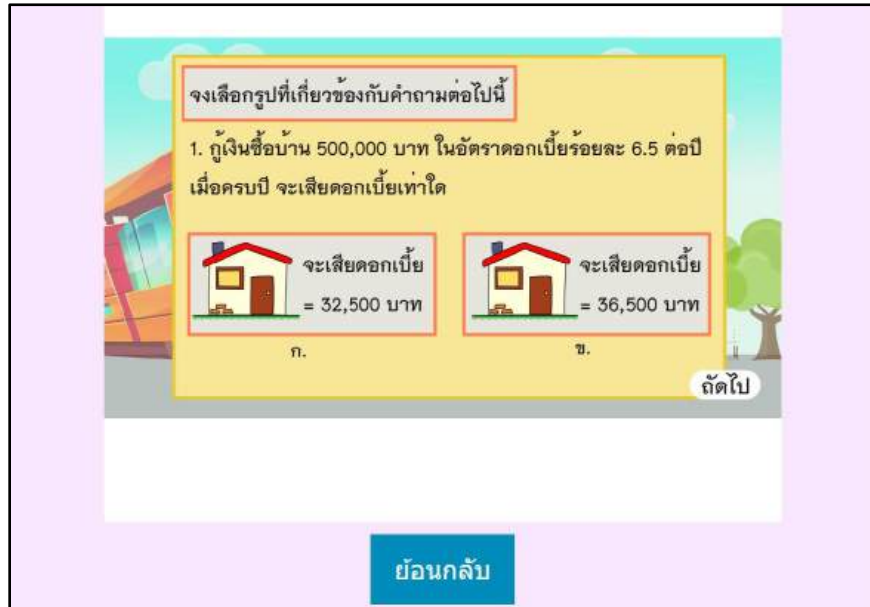 จงเลือกรูปที่เกี่ยวข้องกับคำถามต่อไปนี้
1. กู้เงินซื้อบ้าน 500,000 บาท ในอัตราดอกเบี้ยร้อยละ 6.5 ต่อปี
เมื่อครบปี จะเสียดอกเบี้ยเท่าใด
จะเสียดอกเบี้ย
= 32,500 บาท
ก.
จะเสียดอกเบี้ย
= 36,500 บาท
ข.
ถัดไป
ย้อนกลับ